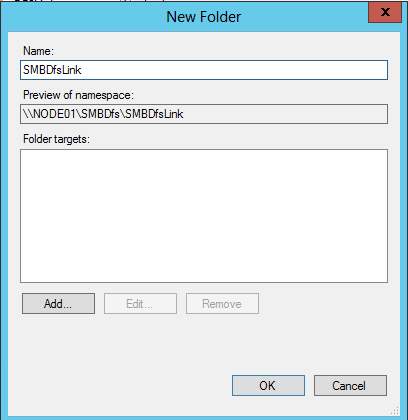 New Folder
x
Name:
SMBDfsLink
Preview of namespace:
\\NODE01\SMBDfs\SMBDfsLink
Folder targets:
Add... Edit... Remove
OK Cancel